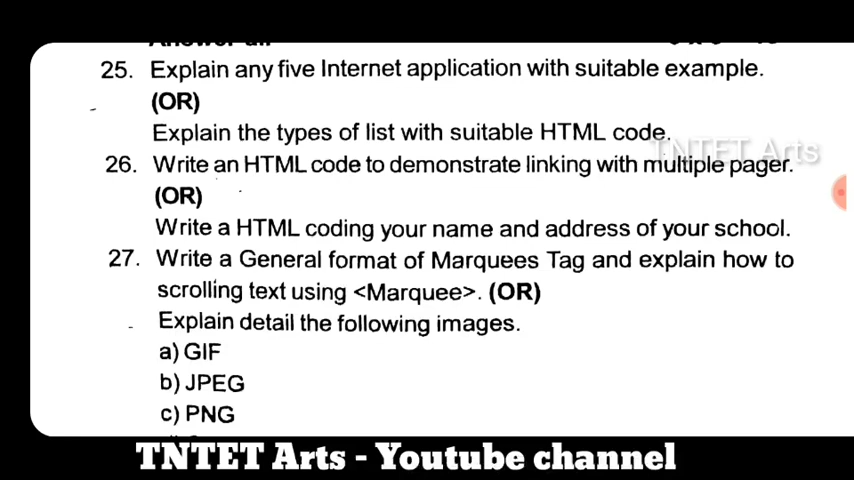 25. Explain any five Internet application with suitable example.
(OR)
Explain the types of list with suitable HTML code.
TNTET Arts
26. Write an HTML code to demonstrate linking with multiple pager.
(OR)
Write a HTML coding your name and address of your school.
27. Write a General format of Marquees Tag and explain how to
scrolling text using <Marquee>. (OR)
Explain detail the following images.
a) GIF
b) JPEG
c) PNG
TNTET Arts - Youtube channel